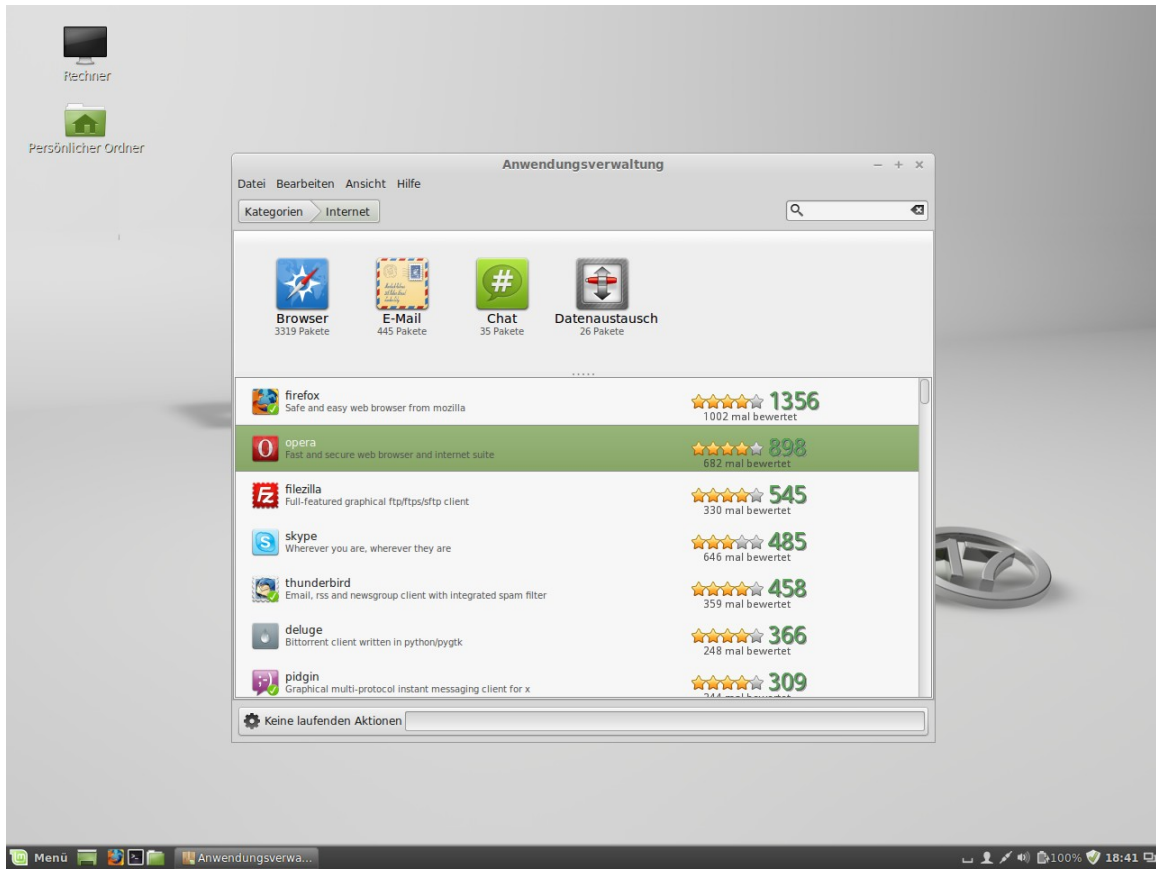 Rechner
Persönlicher Ordner
Anwendungsverwaltung
Datei Bearbeiten Ansicht Hilfe
Kategorien Internet
Browser
3319 Pakete
E-Mail
445 Pakete
Chat
35 Pakete
Datenaustausch
26 Pakete
firefox
Safe and easy web browser from mozilla
1356
1002 mal bewertet
opera
Fast and secure web browser and internet suite
898
682 mal bewertet
filezilla
Full-featured graphical ftp/ftps/sftp client
545
330 mal bewertet
skype
Wherever you are, wherever they are
485
646 mal bewertet
thunderbird
Email, rss and newsgroup client with integrated spam filter
458
359 mal bewertet
deluge
Bittorrent client written in python/pygtk
366
248 mal bewertet
pidgin
Graphical multi-protocol instant messaging client for x
309
244 mal bewertet
Keine laufenden Aktionen
17
Menü Anwendungsverwa... 100% 18:41